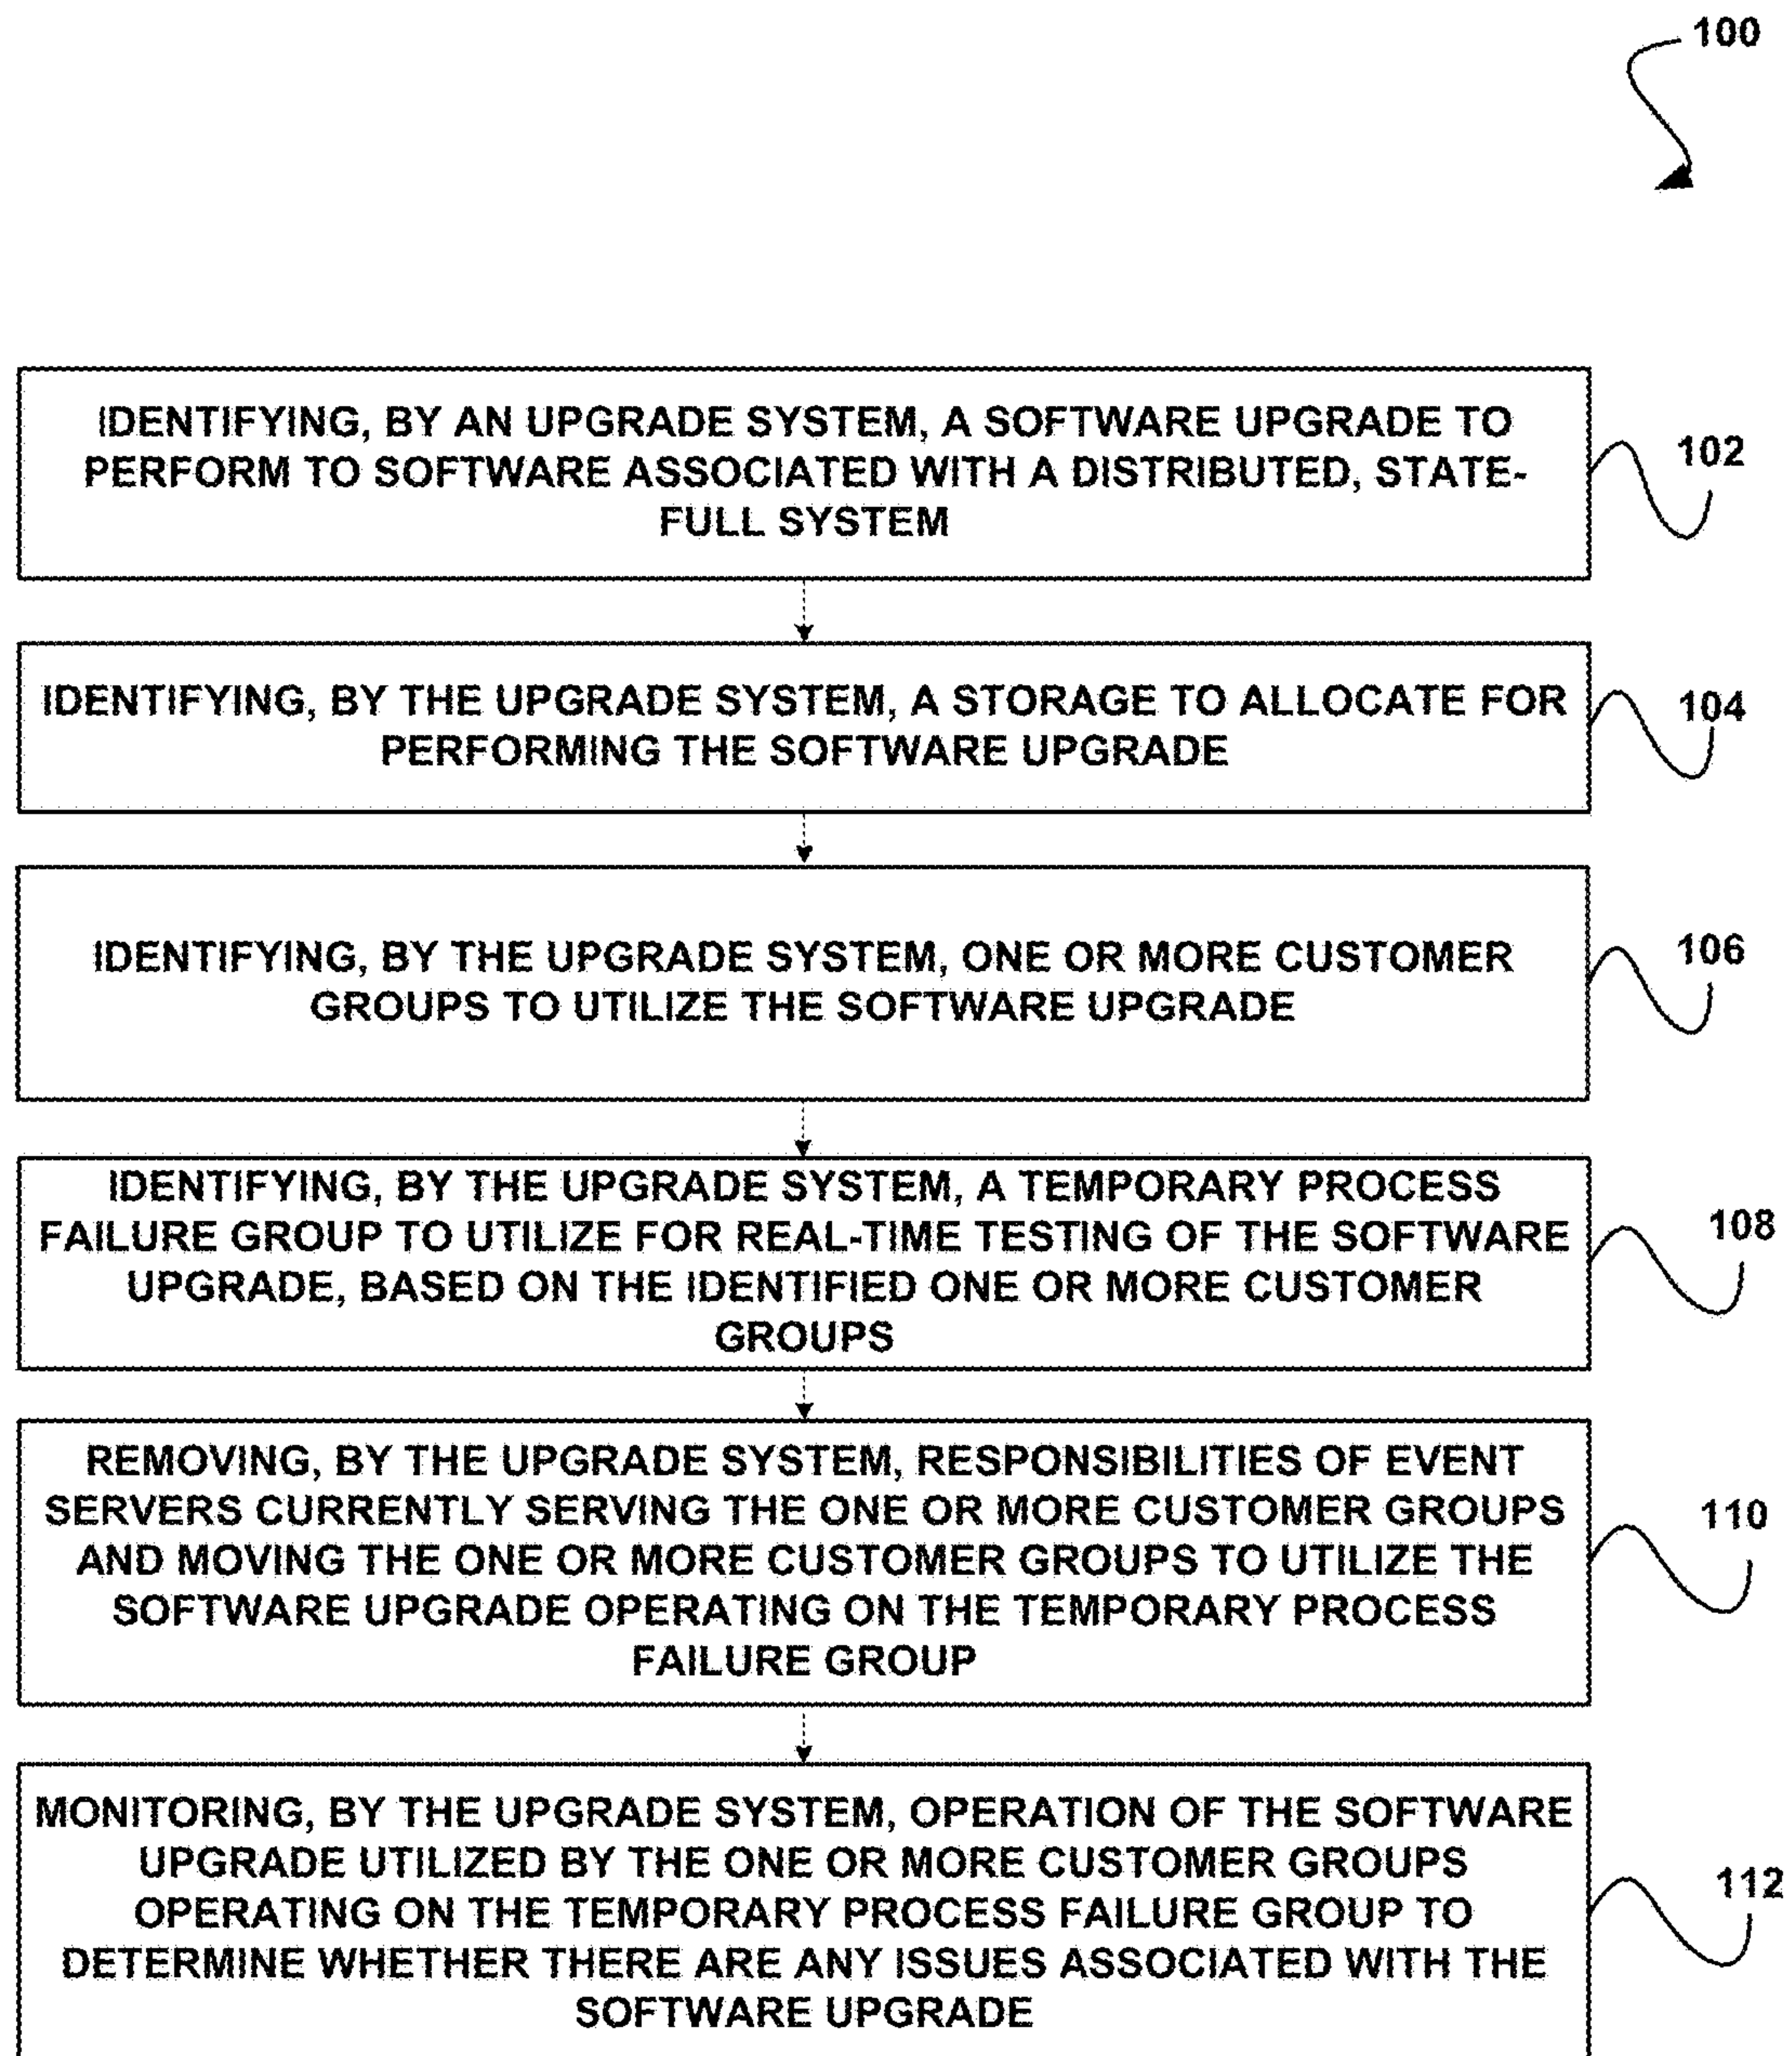 100
IDENTIFYING, BY AN UPGRADE SYSTEM, A SOFTWARE UPGRADE TO
PERFORM TO SOFTWARE ASSOCIATED WITH A DISTRIBUTED, STATE-
FULL SYSTEM
102
IDENTIFYING, BY THE UPGRADE SYSTEM, A STORAGE TO ALLOCATE FOR
PERFORMING THE SOFTWARE UPGRADE
104
IDENTIFYING, BY THE UPGRADE SYSTEM, ONE OR MORE CUSTOMER
GROUPS TO UTILIZE THE SOFTWARE UPGRADE
106
IDENTIFYING, BY THE UPGRADE SYSTEM, A TEMPORARY PROCESS
FAILURE GROUP TO UTILIZE FOR REAL-TIME TESTING OF THE SOFTWARE
UPGRADE, BASED ON THE IDENTIFIED ONE OR MORE CUSTOMER
GROUPS
108
REMOVING, BY THE UPGRADE SYSTEM, RESPONSIBILITIES OF EVENT
SERVERS CURRENTLY SERVING THE ONE OR MORE CUSTOMER GROUPS
AND MOVING THE ONE OR MORE CUSTOMER GROUPS TO UTILIZE THE
SOFTWARE UPGRADE OPERATING ON THE TEMPORARY PROCESS
FAILURE GROUP
110
MONITORING, BY THE UPGRADE SYSTEM, OPERATION OF THE SOFTWARE
UPGRADE UTILIZED BY THE ONE OR MORE CUSTOMER GROUPS
OPERATING ON THE TEMPORARY PROCESS FAILURE GROUP TO
DETERMINE WHETHER THERE ARE ANY ISSUES ASSOCIATED WITH THE
SOFTWARE UPGRADE
112